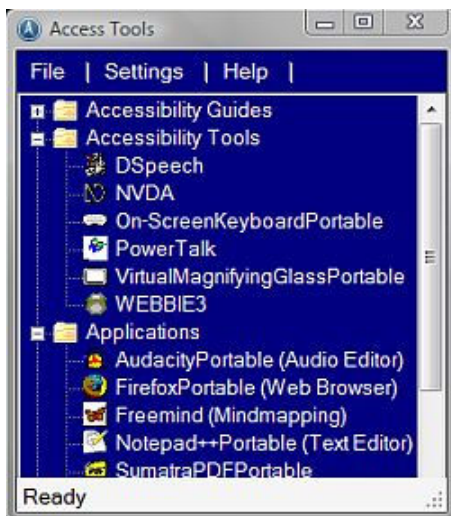 Access Tools
File | Settings | Help |
Accessibility Guides
Accessibility Tools
DSpeech
NVDA
On-ScreenKeyboardPortable
PowerTalk
VirtualMagnifyingGlassPortable
WEBBIE3
Applications
AudacityPortable (Audio Editor)
FirefoxPortable (Web Browser)
Freemind (Mindmapping)
Notepad++Portable (Text Editor)
SumatraPDFPortable
Ready